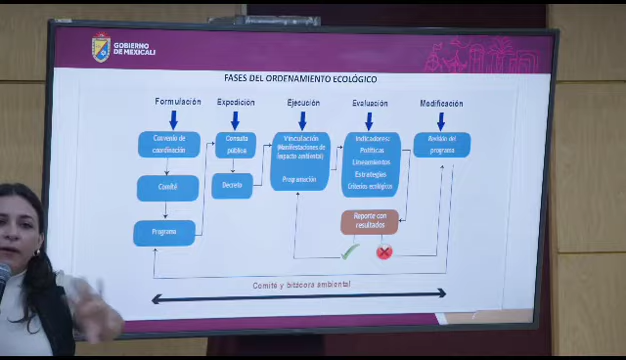 GOBIERNO
DE MEXICALI
FASES DEL ORDENAMIENTO ECOLÓGICO
Formulación
Expedición
Ejecución
Evaluación
Modificación
Convenio de
coordinación
Comité
Programa
Consulta
pública
Decreto
Vinculación
(Manifestaciones de
impacto ambiental)
Programación
Indicadores:
Políticas
Lineamientos
Estrategias
Criterios ecológicos
Revisión del
programa
Reporte con
resultados
Comité y bitácora ambiental